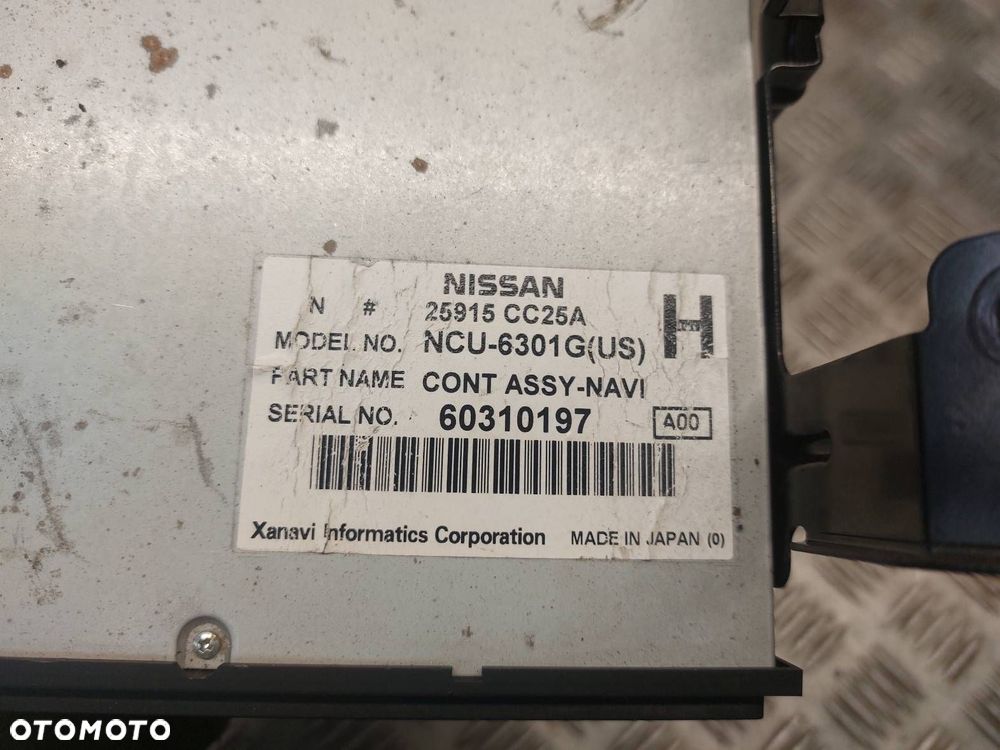 NISSAN
N # 25915 CC25A
H
MODEL NO. NCU-6301G(US)
PART NAME CONT ASSY-NAVI
SERIAL NO. 60310197 A00
Xanavi Informatics Corporation MADE IN JAPAN (0)
OTOMOTO